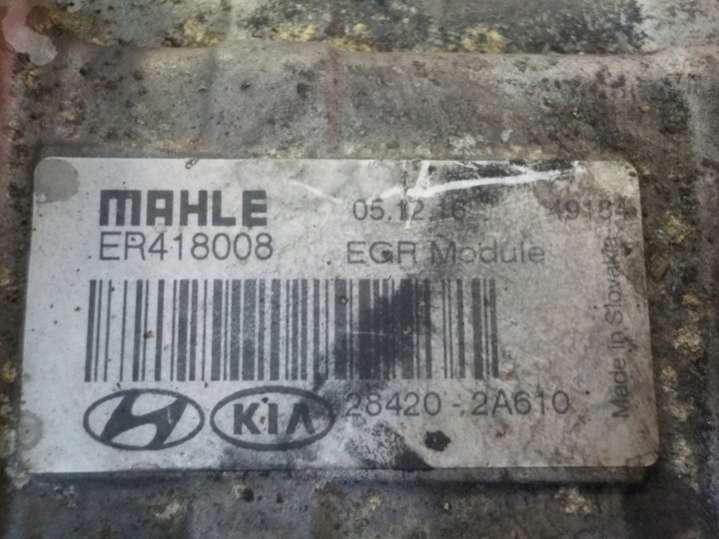 MAHLE 05.12.16 49184
ER418008 EGR Module
KIA 28420-2A610
Made in Slovakia